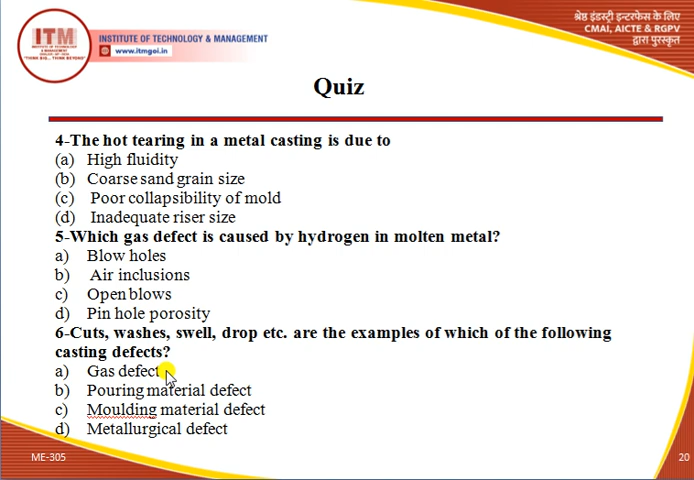 ITM
INSTITUTE OF TECHNOLOGY & MANAGEMENT
www.itmgoi.in
"THINK BIG... THINK BEYOND"
श्रेष्ठ इंडस्ट्री इन्टरफेस के लिए
CMAI, AICTE & RGPV
द्वारा पुरस्कृत
Quiz
4-The hot tearing in a metal casting is due to
(a) High fluidity
(b) Coarse sand grain size
(c) Poor collapsibility of mold
(d) Inadequate riser size
5-Which gas defect is caused by hydrogen in molten metal?
a) Blow holes
b) Air inclusions
c) Open blows
d) Pin hole porosity
6-Cuts, washes, swell, drop etc. are the examples of which of the following
casting defects?
a) Gas defect
b) Pouring material defect
c) Moulding material defect
d) Metallurgical defect
ME-305
20